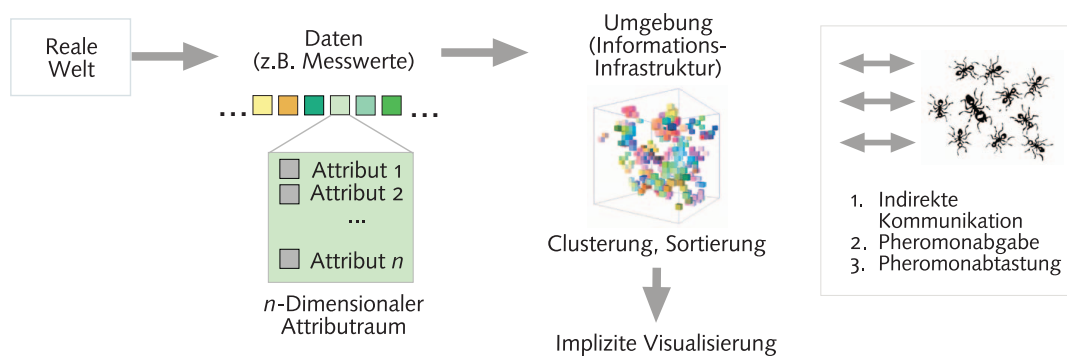 Reale
Welt
Daten
(z.B. Messwerte)
... ...
Attribut 1
Attribut 2
...
Attribut n
n-Dimensionaler
Attributraum
Umgebung
(Informations-
Infrastruktur)
Clusterung, Sortierung
Implizite Visualisierung
1. Indirekte
Kommunikation
2. Pheromonabgabe
3. Pheromonabtastung